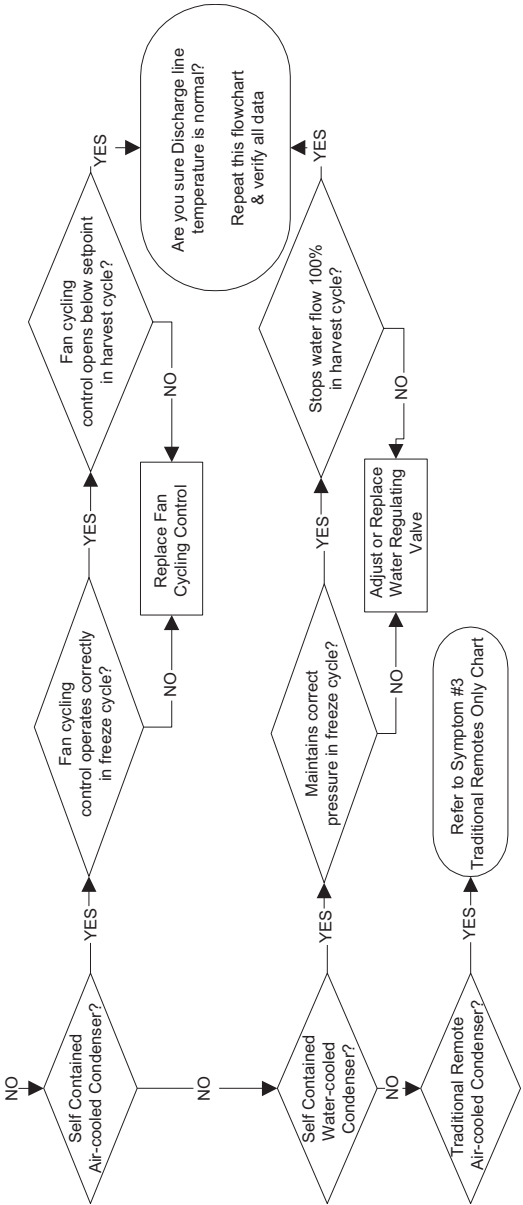 NO
Self Contained
Air-cooled Condenser?
YES
Fan cycling
control operates correctly
in freeze cycle?
YES
Fan cycling
control opens below setpoint
in harvest cycle?
YES
NO
Replace Fan
Cycling Control
NO
Are you sure Discharge line
temperature is normal?
Repeat this flowchart
& verify all data
NO
Self Contained
Water-cooled
Condenser?
YES
Maintains correct
pressure in freeze cycle?
YES
Stops water flow 100%
in harvest cycle?
YES
NO
Adjust or Replace
Water Regulating
Valve
NO
NO
Traditional Remote
Air-cooled Condenser?
YES
Refer to Symptom #3
Traditional Remotes Only Chart